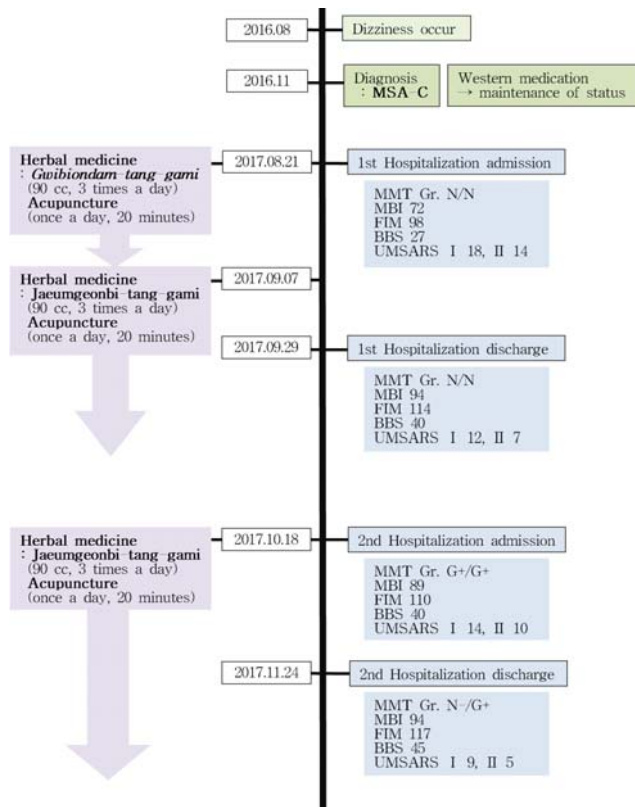 2016.08
Dizziness occur
2016.11
Diagnosis
: MSA-C
Western medication
→ maintenance of status
Herbal medicine
: Gwibiondam-tang-gami
(90 cc, 3 times a day)
Acupuncture
(once a day, 20 minutes)
2017.08.21
1st Hospitalization admission
MMT Gr. N/N
MBI 72
FIM 98
BBS 27
UMSARS Ⅰ 18, Ⅱ 14
Herbal medicine
: Jaeumgeonbi-tang-gami
(90 cc, 3 times a day)
Acupuncture
(once a day, 20 minutes)
2017.09.07
2017.09.29
1st Hospitalization discharge
MMT Gr. N/N
MBI 94
FIM 114
BBS 40
UMSARS Ⅰ 12, Ⅱ 7
Herbal medicine
: Jaeumgeonbi-tang-gami
(90 cc, 3 times a day)
Acupuncture
(once a day, 20 minutes)
2017.10.18
2nd Hospitalization admission
MMT Gr. G+/G+
MBI 89
FIM 110
BBS 40
UMSARS Ⅰ 14, Ⅱ 10
2017.11.24
2nd Hospitalization discharge
MMT Gr. N-/G+
MBI 94
FIM 117
BBS 45
UMSARS Ⅰ 9, Ⅱ 5